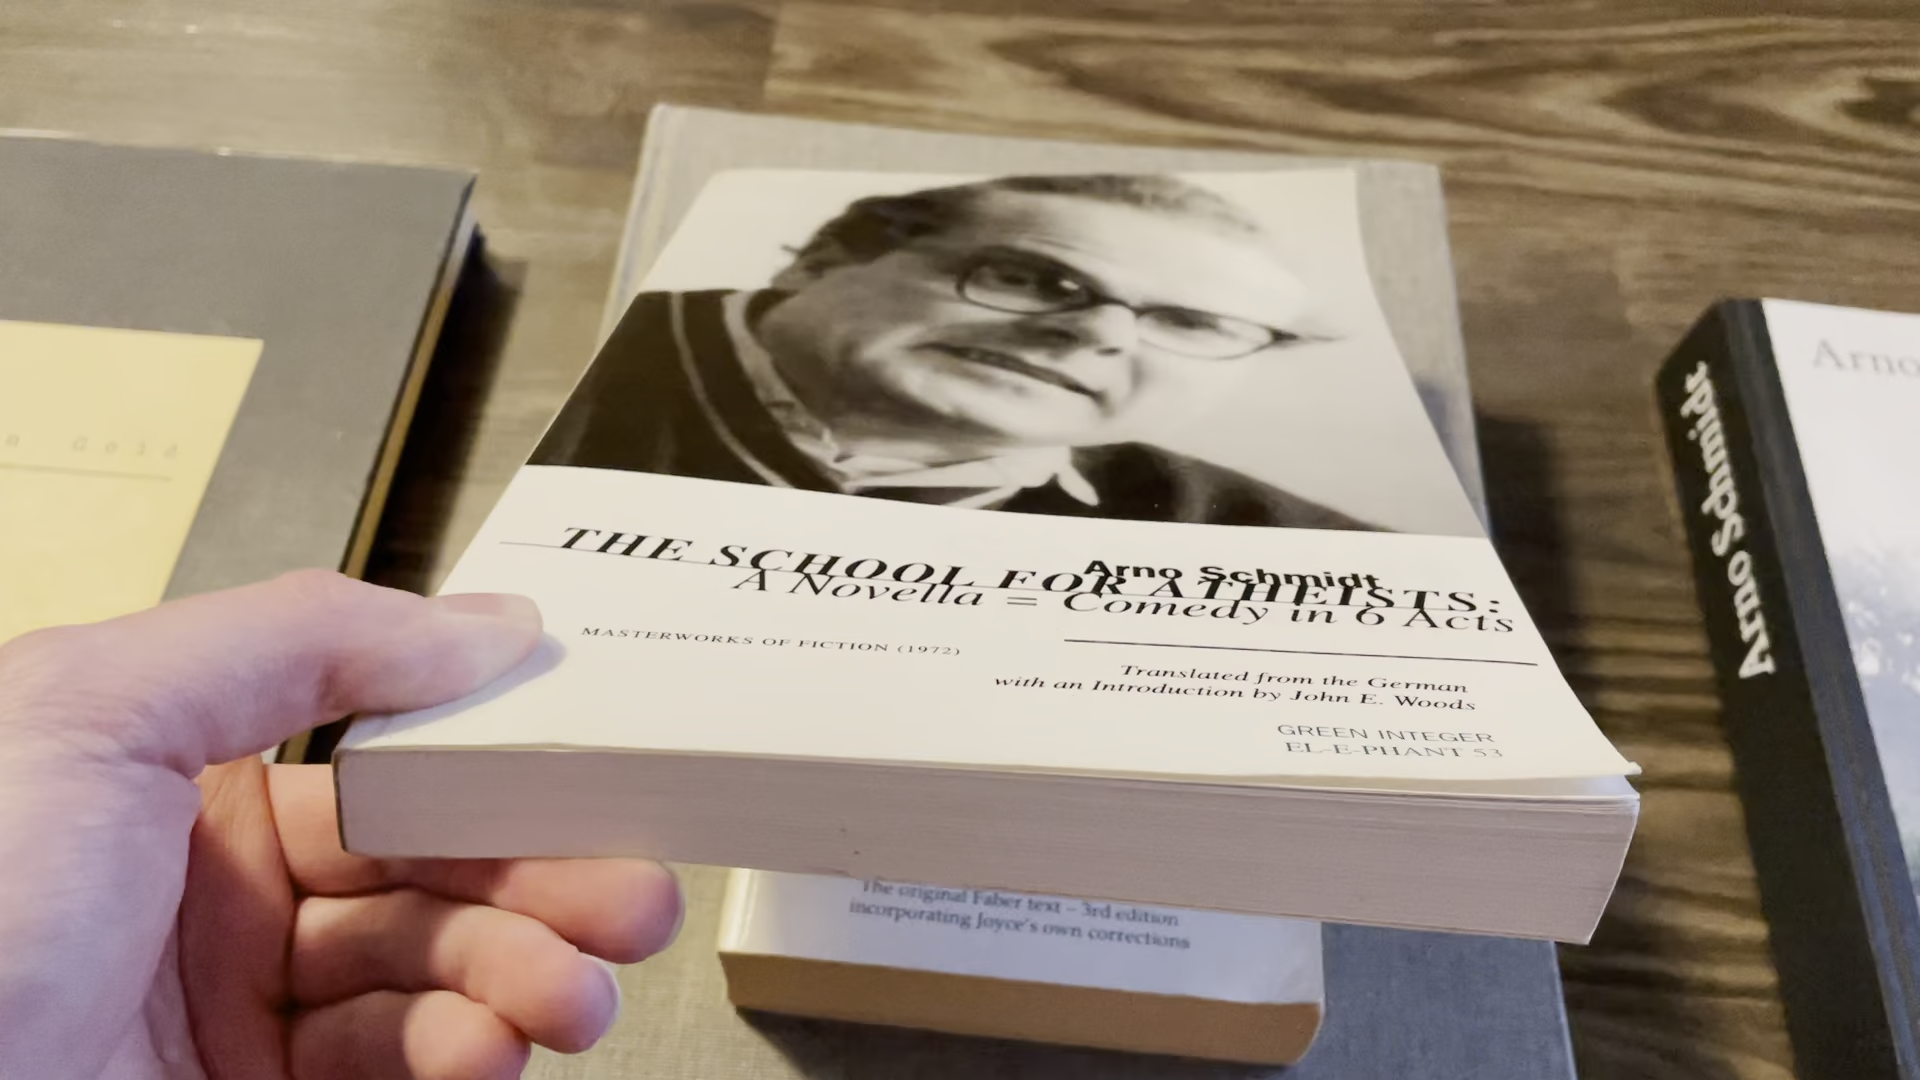 Arno Schmidt
THE SCHOOL FOR ATHEISTS:
A Novella = Comedy in 6 Acts
MASTERWORKS OF FICTION (1972)
Translated from the German
with an Introduction by John E. Woods
GREEN INTEGER
EL-E-PHANT 53
The original Faber text – 3rd edition
incorporating Joyce's own corrections
Arno Schmidt
Arno